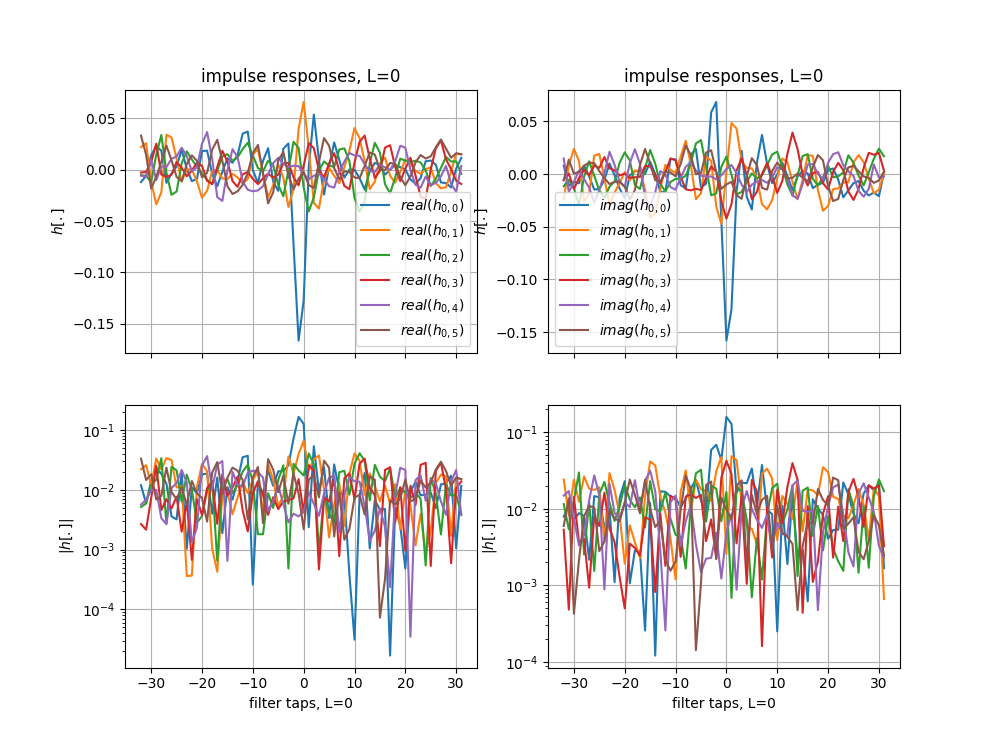 impulse responses, L=0
impulse responses, L=0
h[.]
0.05
0.00
−0.05
−0.10
−0.15
real(h0,0)
real(h0,1)
real(h0,2)
real(h0,3)
real(h0,4)
real(h0,5)
h[.]
0.05
0.00
−0.05
−0.10
−0.15
imag(h0,0)
imag(h0,1)
imag(h0,2)
imag(h0,3)
imag(h0,4)
imag(h0,5)
|h[.]|
10−1
10−2
10−3
10−4
−30 −20 −10 0 10 20 30
filter taps, L=0
|h[.]|
10−1
10−2
10−3
10−4
−30 −20 −10 0 10 20 30
filter taps, L=0